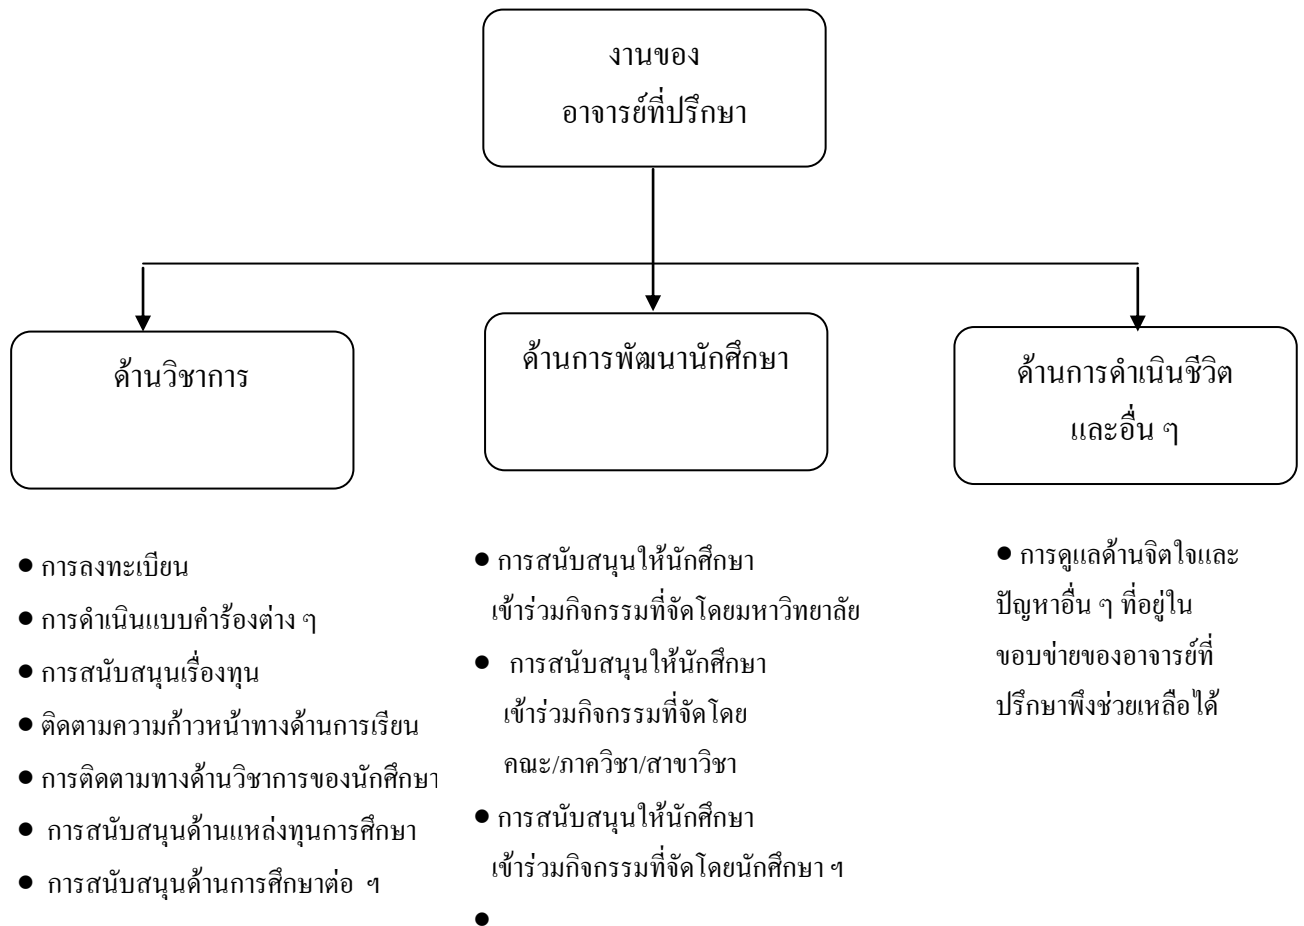 งานของ
อาจารย์ที่ปรึกษา
ด้านวิชาการ
ด้านการพัฒนานักศึกษา
ด้านการดำเนินชีวิต
และอื่น ๆ
● การลงทะเบียน
● การดำเนินแบบคำร้องต่าง ๆ
● การสนับสนุนเรื่องทุน
● ติดตามความก้าวหน้าทางด้านการเรียน
● การติดตามทางด้านวิชาการของนักศึกษา
● การสนับสนุนด้านแหล่งทุนการศึกษา
● การสนับสนุนด้านการศึกษาต่อ ฯ
● การสนับสนุนให้นักศึกษา
เข้าร่วมกิจกรรมที่จัดโดยมหาวิทยาลัย
● การสนับสนุนให้นักศึกษา
เข้าร่วมกิจกรรมที่จัดโดย
คณะ/ภาควิชา/สาขาวิชา
● การสนับสนุนให้นักศึกษา
เข้าร่วมกิจกรรมที่จัดโดยนักศึกษา ฯ
●
● การดูแลด้านจิตใจและ
ปัญหาอื่น ๆ ที่อยู่ใน
ขอบข่ายของอาจารย์ที่
ปรึกษาพึงช่วยเหลือได้